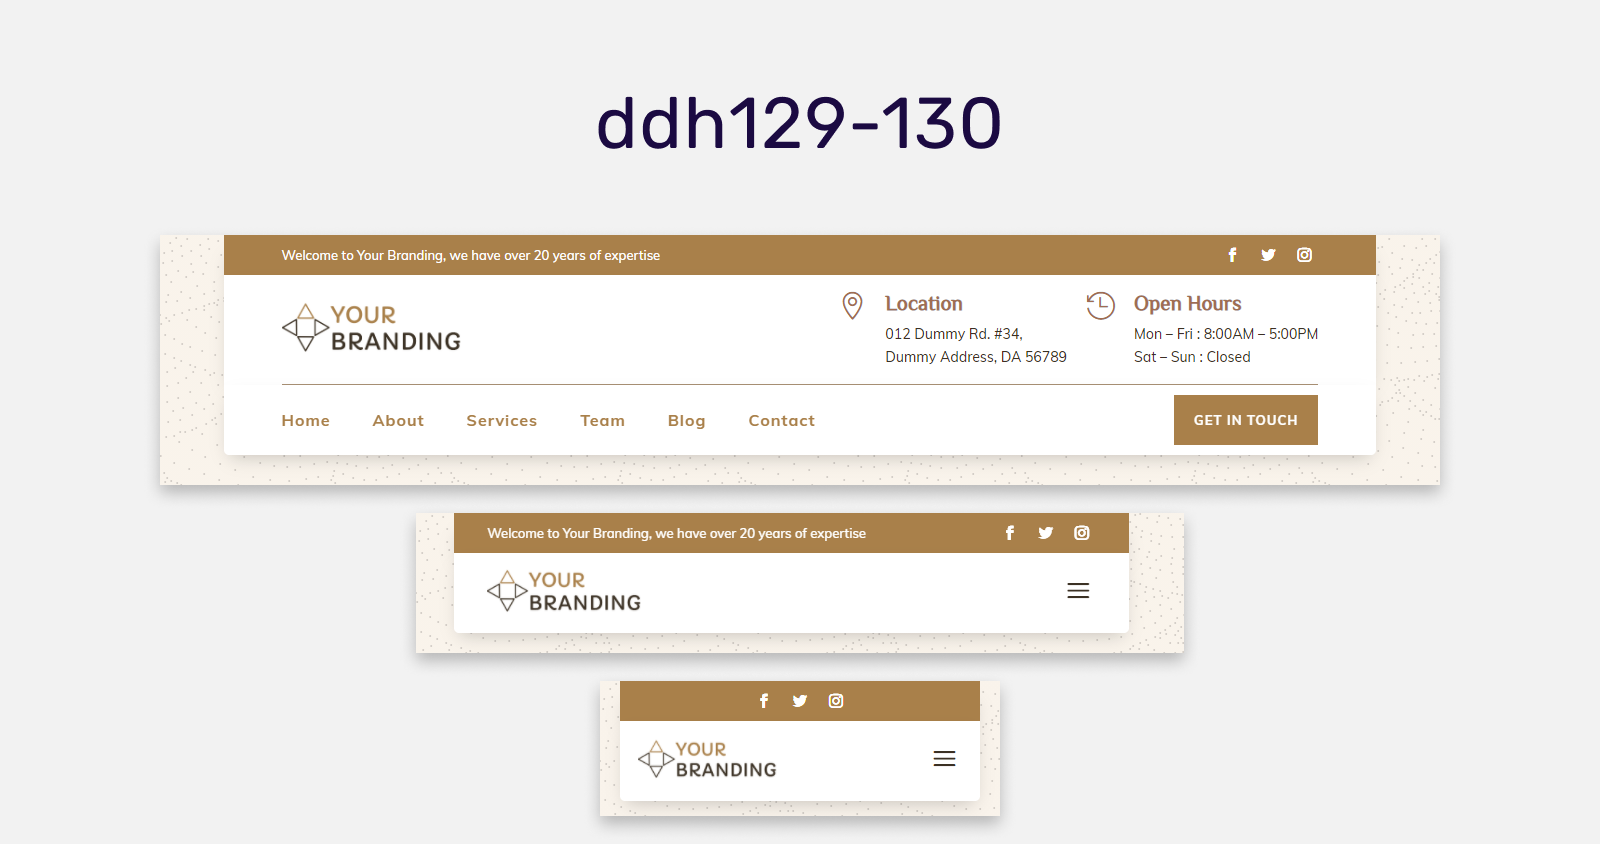 ddh129-130
Welcome to Your Branding, we have over 20 years of expertise
YOUR
BRANDING
Location
012 Dummy Rd. #34,
Dummy Address, DA 56789
Open Hours
Mon – Fri : 8:00AM – 5:00PM
Sat – Sun : Closed
Home About Services Team Blog Contact
GET IN TOUCH
Welcome to Your Branding, we have over 20 years of expertise
YOUR
BRANDING
YOUR
BRANDING